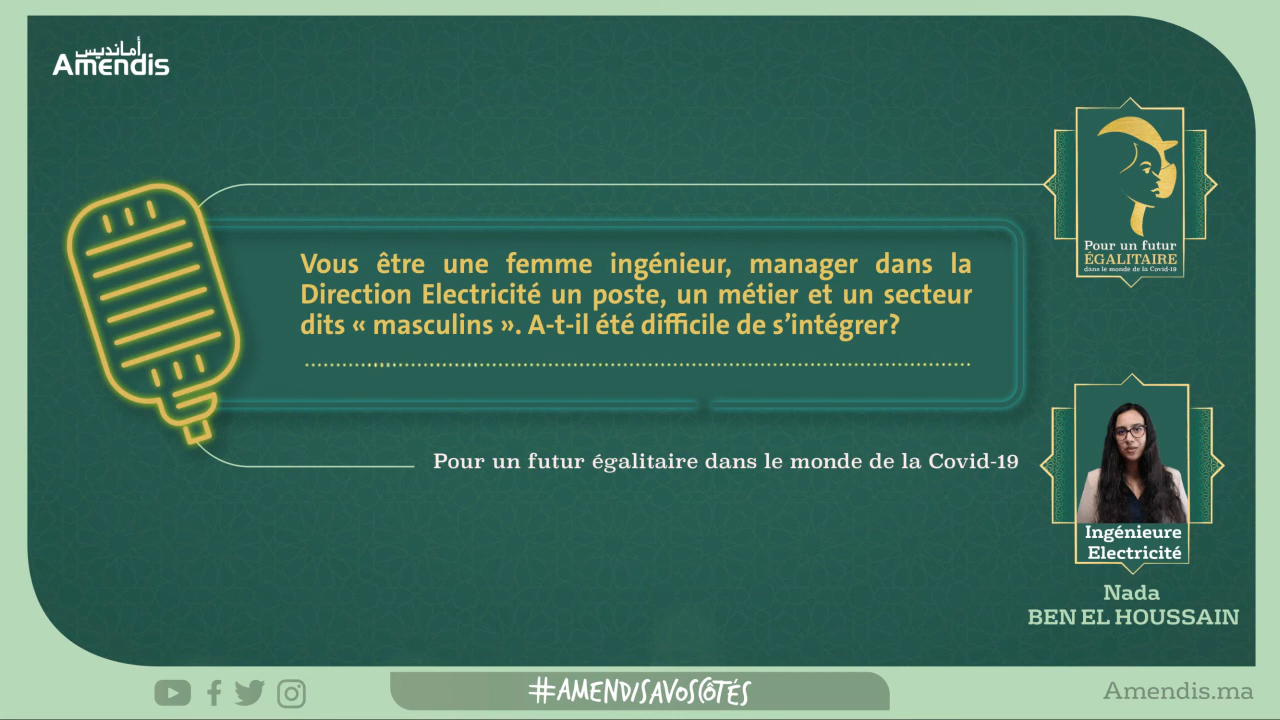 أمانديس
Amendis
Pour un futur
ÉGALITAIRE
dans le monde de la Covid-19
Vous être une femme ingénieur, manager dans la
Direction Electricité un poste, un métier et un secteur
dits « masculins ». A-t-il été difficile de s’intégrer?
Pour un futur égalitaire dans le monde de la Covid-19
Ingénieure
Electricité
Nada
BEN EL HOUSSAIN
#AMENDISAVOSCÔTÉS
Amendis.ma